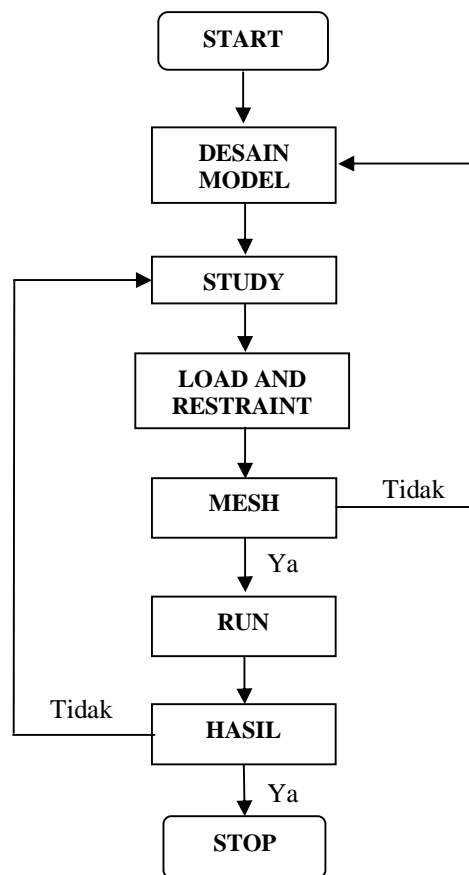 START
DESAIN
MODEL
STUDY
LOAD AND
RESTRAINT
MESH
Tidak
Ya
RUN
Tidak
HASIL
Ya
STOP